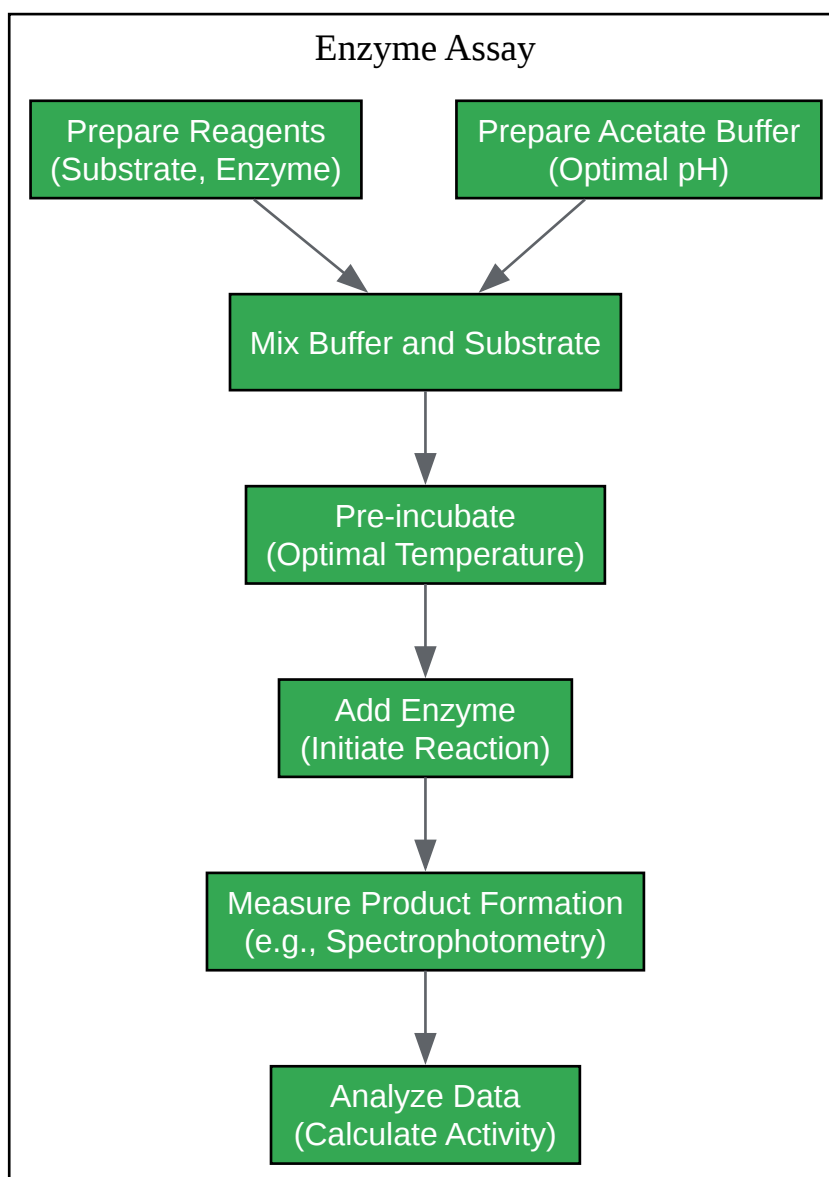 Enzyme Assay
Prepare Reagents
(Substrate, Enzyme)
Prepare Acetate Buffer
(Optimal pH)
Mix Buffer and Substrate
Pre-incubate
(Optimal Temperature)
Add Enzyme
(Initiate Reaction)
Measure Product Formation
(e.g., Spectrophotometry)
Analyze Data
(Calculate Activity)